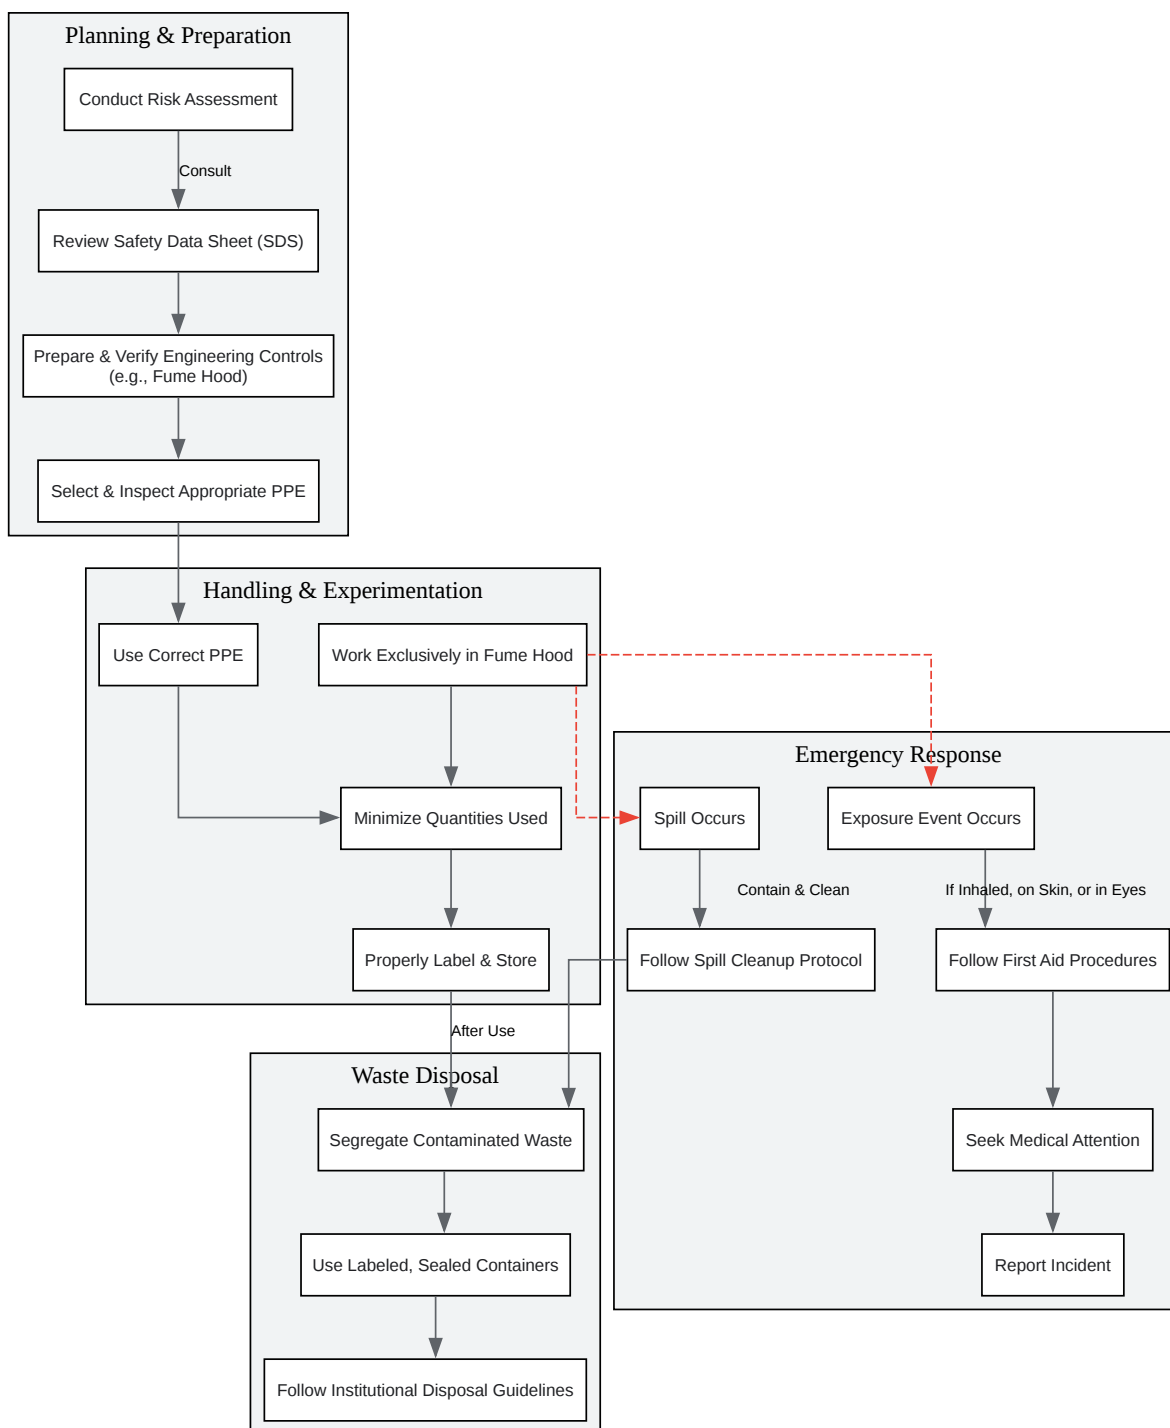 Planning & Preparation
Conduct Risk Assessment
Consult
Review Safety Data Sheet (SDS)
Prepare & Verify Engineering Controls
(e.g., Fume Hood)
Select & Inspect Appropriate PPE
Handling & Experimentation
Use Correct PPE
Work Exclusively in Fume Hood
Minimize Quantities Used
Properly Label & Store
After Use
Emergency Response
Spill Occurs
Exposure Event Occurs
Contain & Clean
If Inhaled, on Skin, or in Eyes
Follow Spill Cleanup Protocol
Follow First Aid Procedures
Seek Medical Attention
Report Incident
Waste Disposal
Segregate Contaminated Waste
Use Labeled, Sealed Containers
Follow Institutional Disposal Guidelines